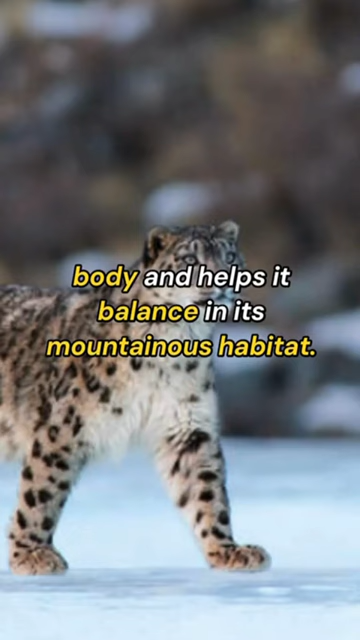 body and helps it
balance in its
mountainous habitat.